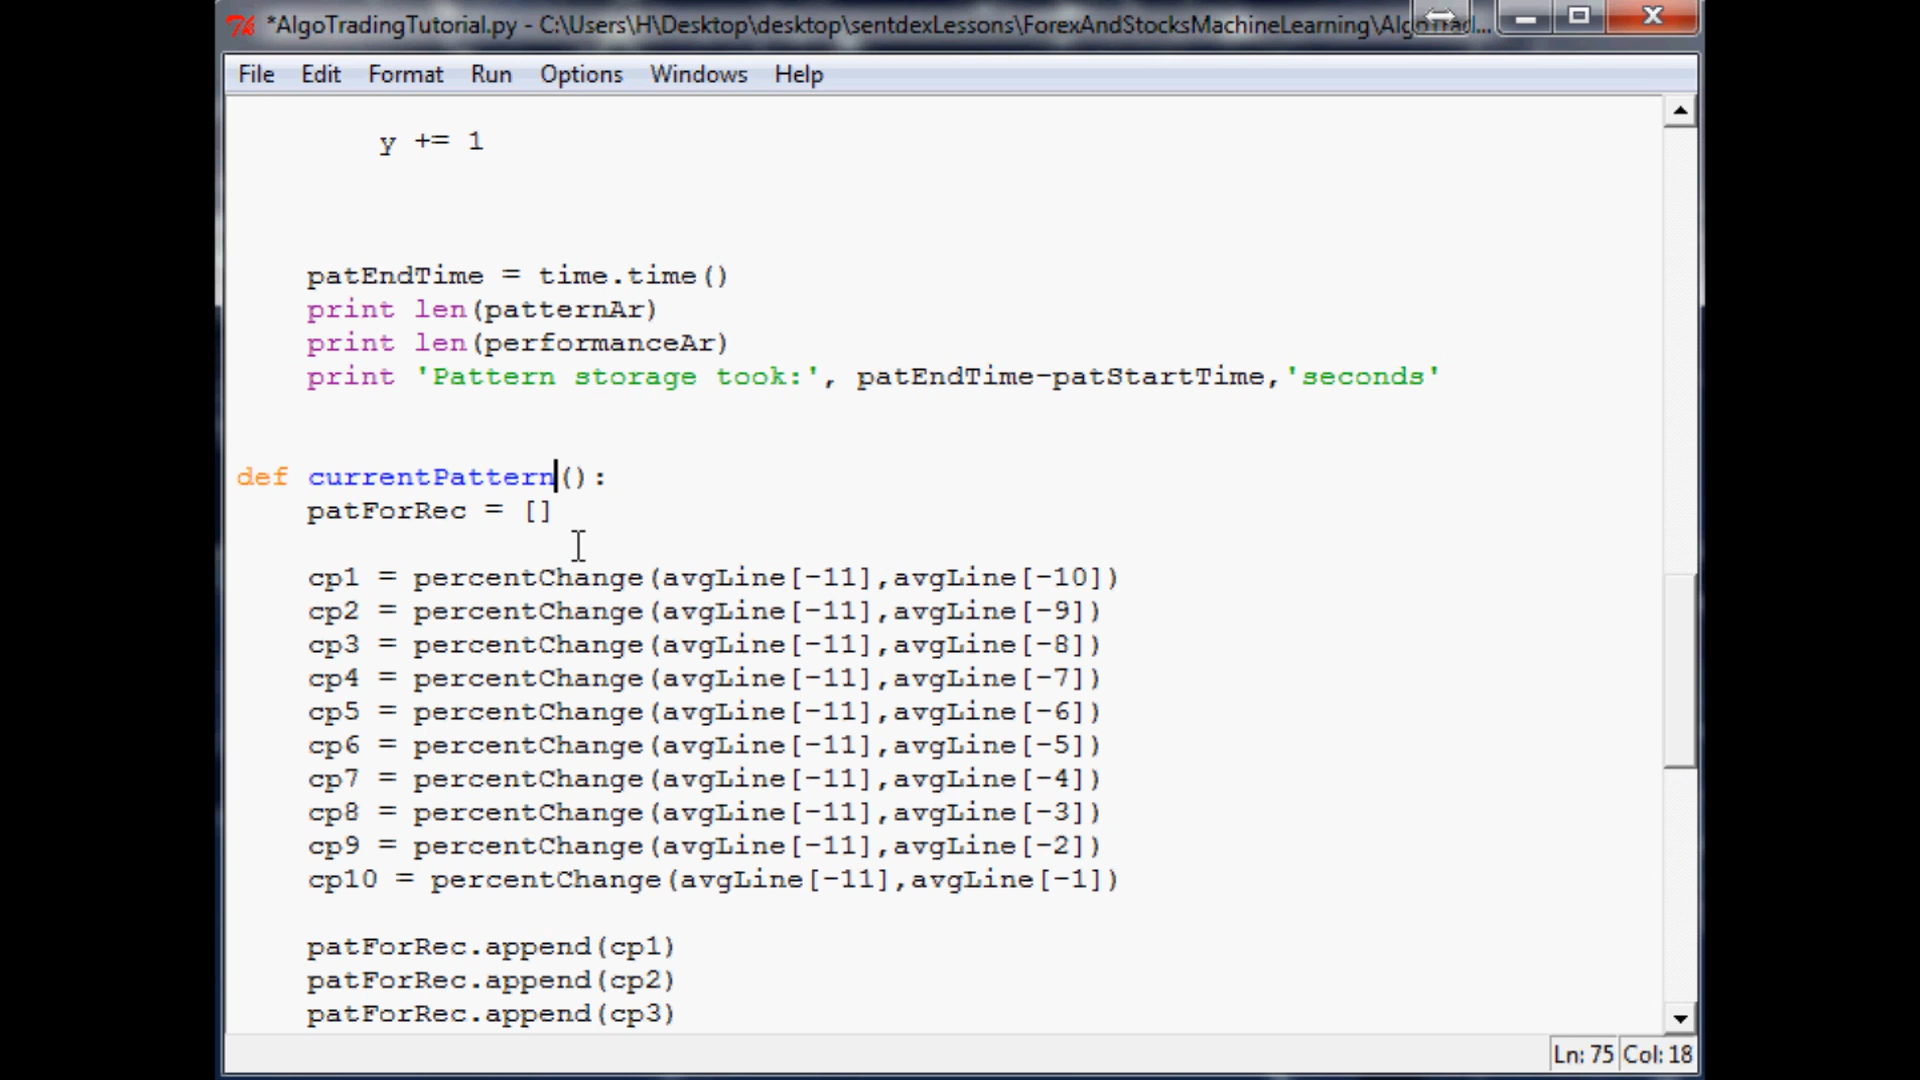 *AlgoTradingTutorial.py - C:\Users\H\Desktop\desktop\sentdexLessons\ForexAndStocksMachineLearning\AlgoTrad...
File Edit Format Run Options Windows Help
y += 1
patEndTime = time.time()
print len(patternAr)
print len(performanceAr)
print 'Pattern storage took:', patEndTime-patStartTime,'seconds'
def currentPattern():
patForRec = []
cp1 = percentChange(avgLine[-11],avgLine[-10])
cp2 = percentChange(avgLine[-11],avgLine[-9])
cp3 = percentChange(avgLine[-11],avgLine[-8])
cp4 = percentChange(avgLine[-11],avgLine[-7])
cp5 = percentChange(avgLine[-11],avgLine[-6])
cp6 = percentChange(avgLine[-11],avgLine[-5])
cp7 = percentChange(avgLine[-11],avgLine[-4])
cp8 = percentChange(avgLine[-11],avgLine[-3])
cp9 = percentChange(avgLine[-11],avgLine[-2])
cp10 = percentChange(avgLine[-11],avgLine[-1])
patForRec.append(cp1)
patForRec.append(cp2)
patForRec.append(cp3)
Ln: 75 Col: 18